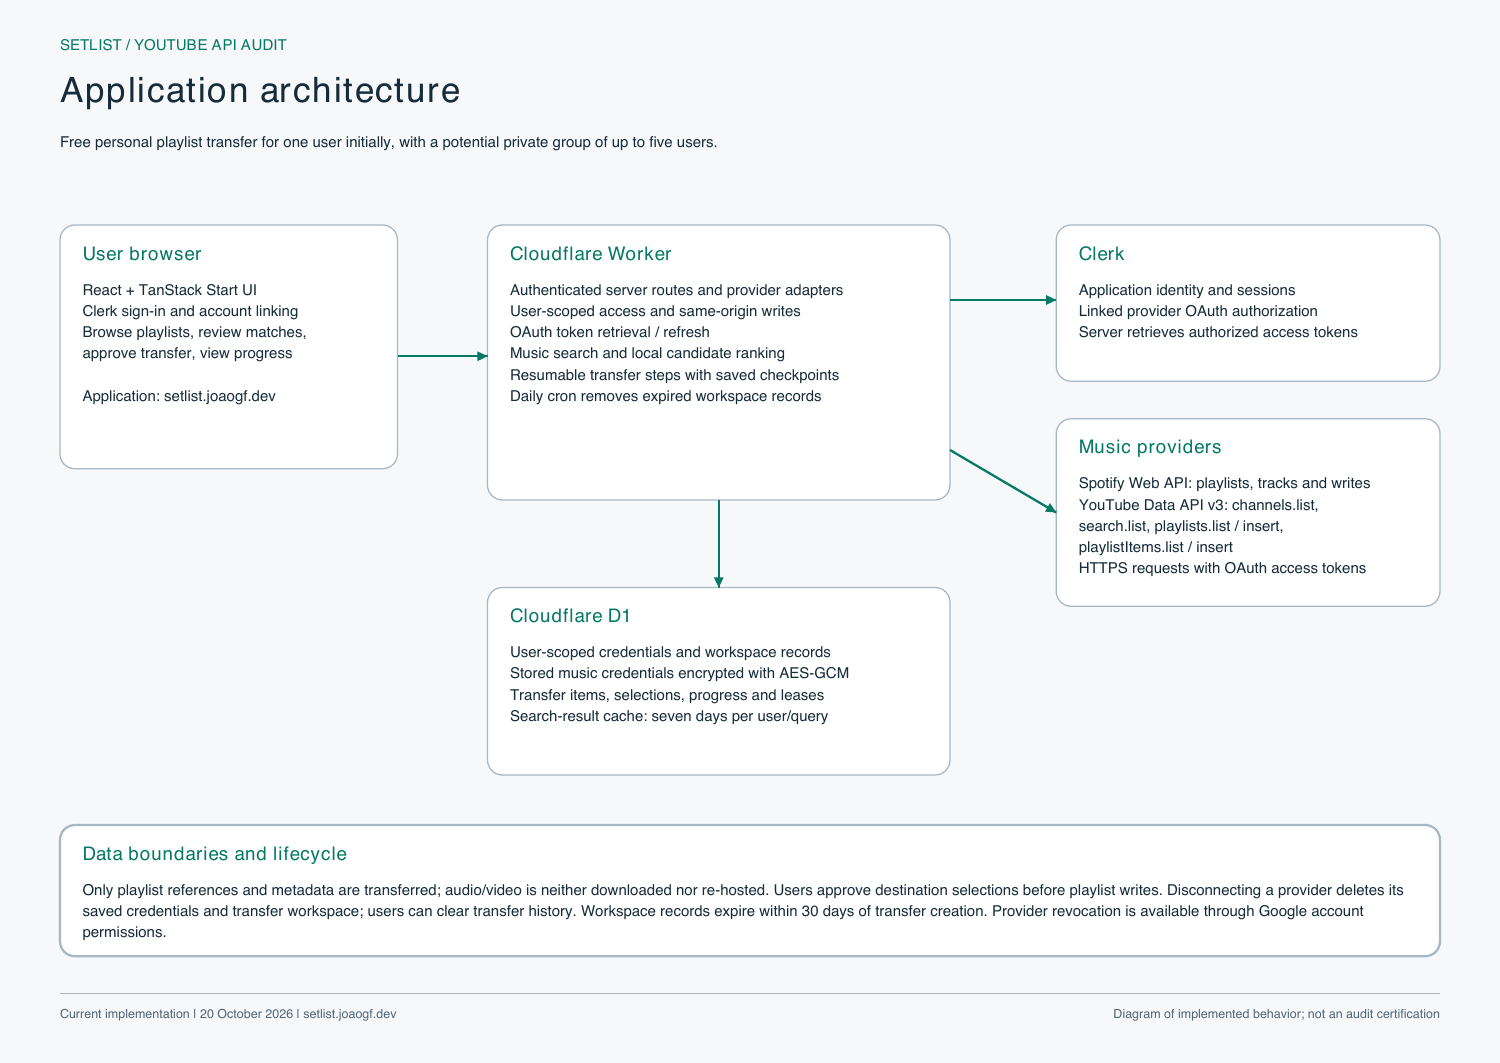 SETLIST / YOUTUBE API AUDIT
Application architecture
Free personal playlist transfer for one user initially, with a potential private group of up to five users.
User browser
React + TanStack Start UI
Clerk sign-in and account linking
Browse playlists, review matches,
approve transfer, view progress
Application: setlist.joaogf.dev
Cloudflare Worker
Authenticated server routes and provider adapters
User-scoped access and same-origin writes
OAuth token retrieval / refresh
Music search and local candidate ranking
Resumable transfer steps with saved checkpoints
Daily cron removes expired workspace records
Clerk
Application identity and sessions
Linked provider OAuth authorization
Server retrieves authorized access tokens
Music providers
Spotify Web API: playlists, tracks and writes
YouTube Data API v3: channels.list,
search.list, playlists.list / insert,
playlistItems.list / insert
HTTPS requests with OAuth access tokens
Cloudflare D1
User-scoped credentials and workspace records
Stored music credentials encrypted with AES-GCM
Transfer items, selections, progress and leases
Search-result cache: seven days per user/query
Data boundaries and lifecycle
Only playlist references and metadata are transferred; audio/video is neither downloaded nor re-hosted. Users approve destination selections before playlist writes. Disconnecting a provider deletes its
saved credentials and transfer workspace; users can clear transfer history. Workspace records expire within 30 days of transfer creation. Provider revocation is available through Google account
permissions.
Current implementation | 20 October 2026 | setlist.joaogf.dev
Diagram of implemented behavior; not an audit certification